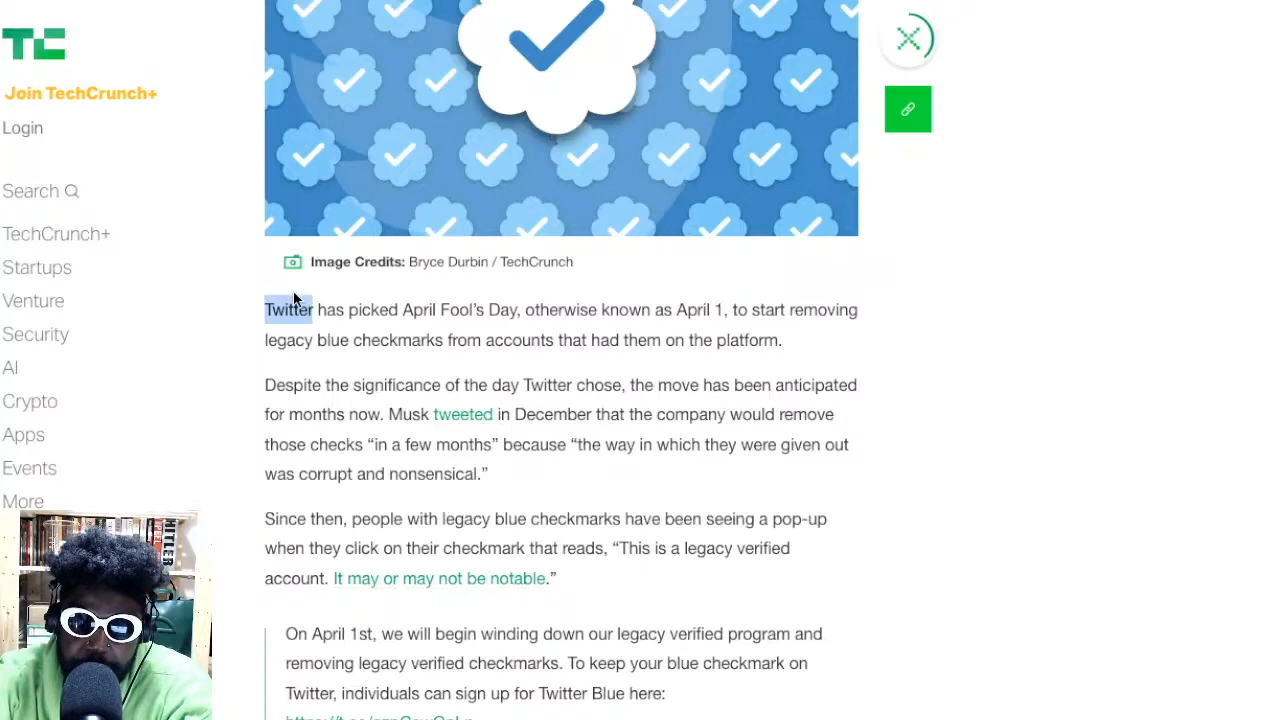 TC
Join TechCrunch+
Login
Search
TechCrunch+
Startups
Venture
Security
AI
Crypto
Apps
Events
More
Image Credits: Bryce Durbin / TechCrunch
Twitter has picked April Fool’s Day, otherwise known as April 1, to start removing
legacy blue checkmarks from accounts that had them on the platform.
Despite the significance of the day Twitter chose, the move has been anticipated
for months now. Musk tweeted in December that the company would remove
those checks “in a few months” because “the way in which they were given out
was corrupt and nonsensical.”
Since then, people with legacy blue checkmarks have been seeing a pop-up
when they click on their checkmark that reads, “This is a legacy verified
account. It may or may not be notable.”
On April 1st, we will begin winding down our legacy verified program and
removing legacy verified checkmarks. To keep your blue checkmark on
Twitter, individuals can sign up for Twitter Blue here:
HITLER